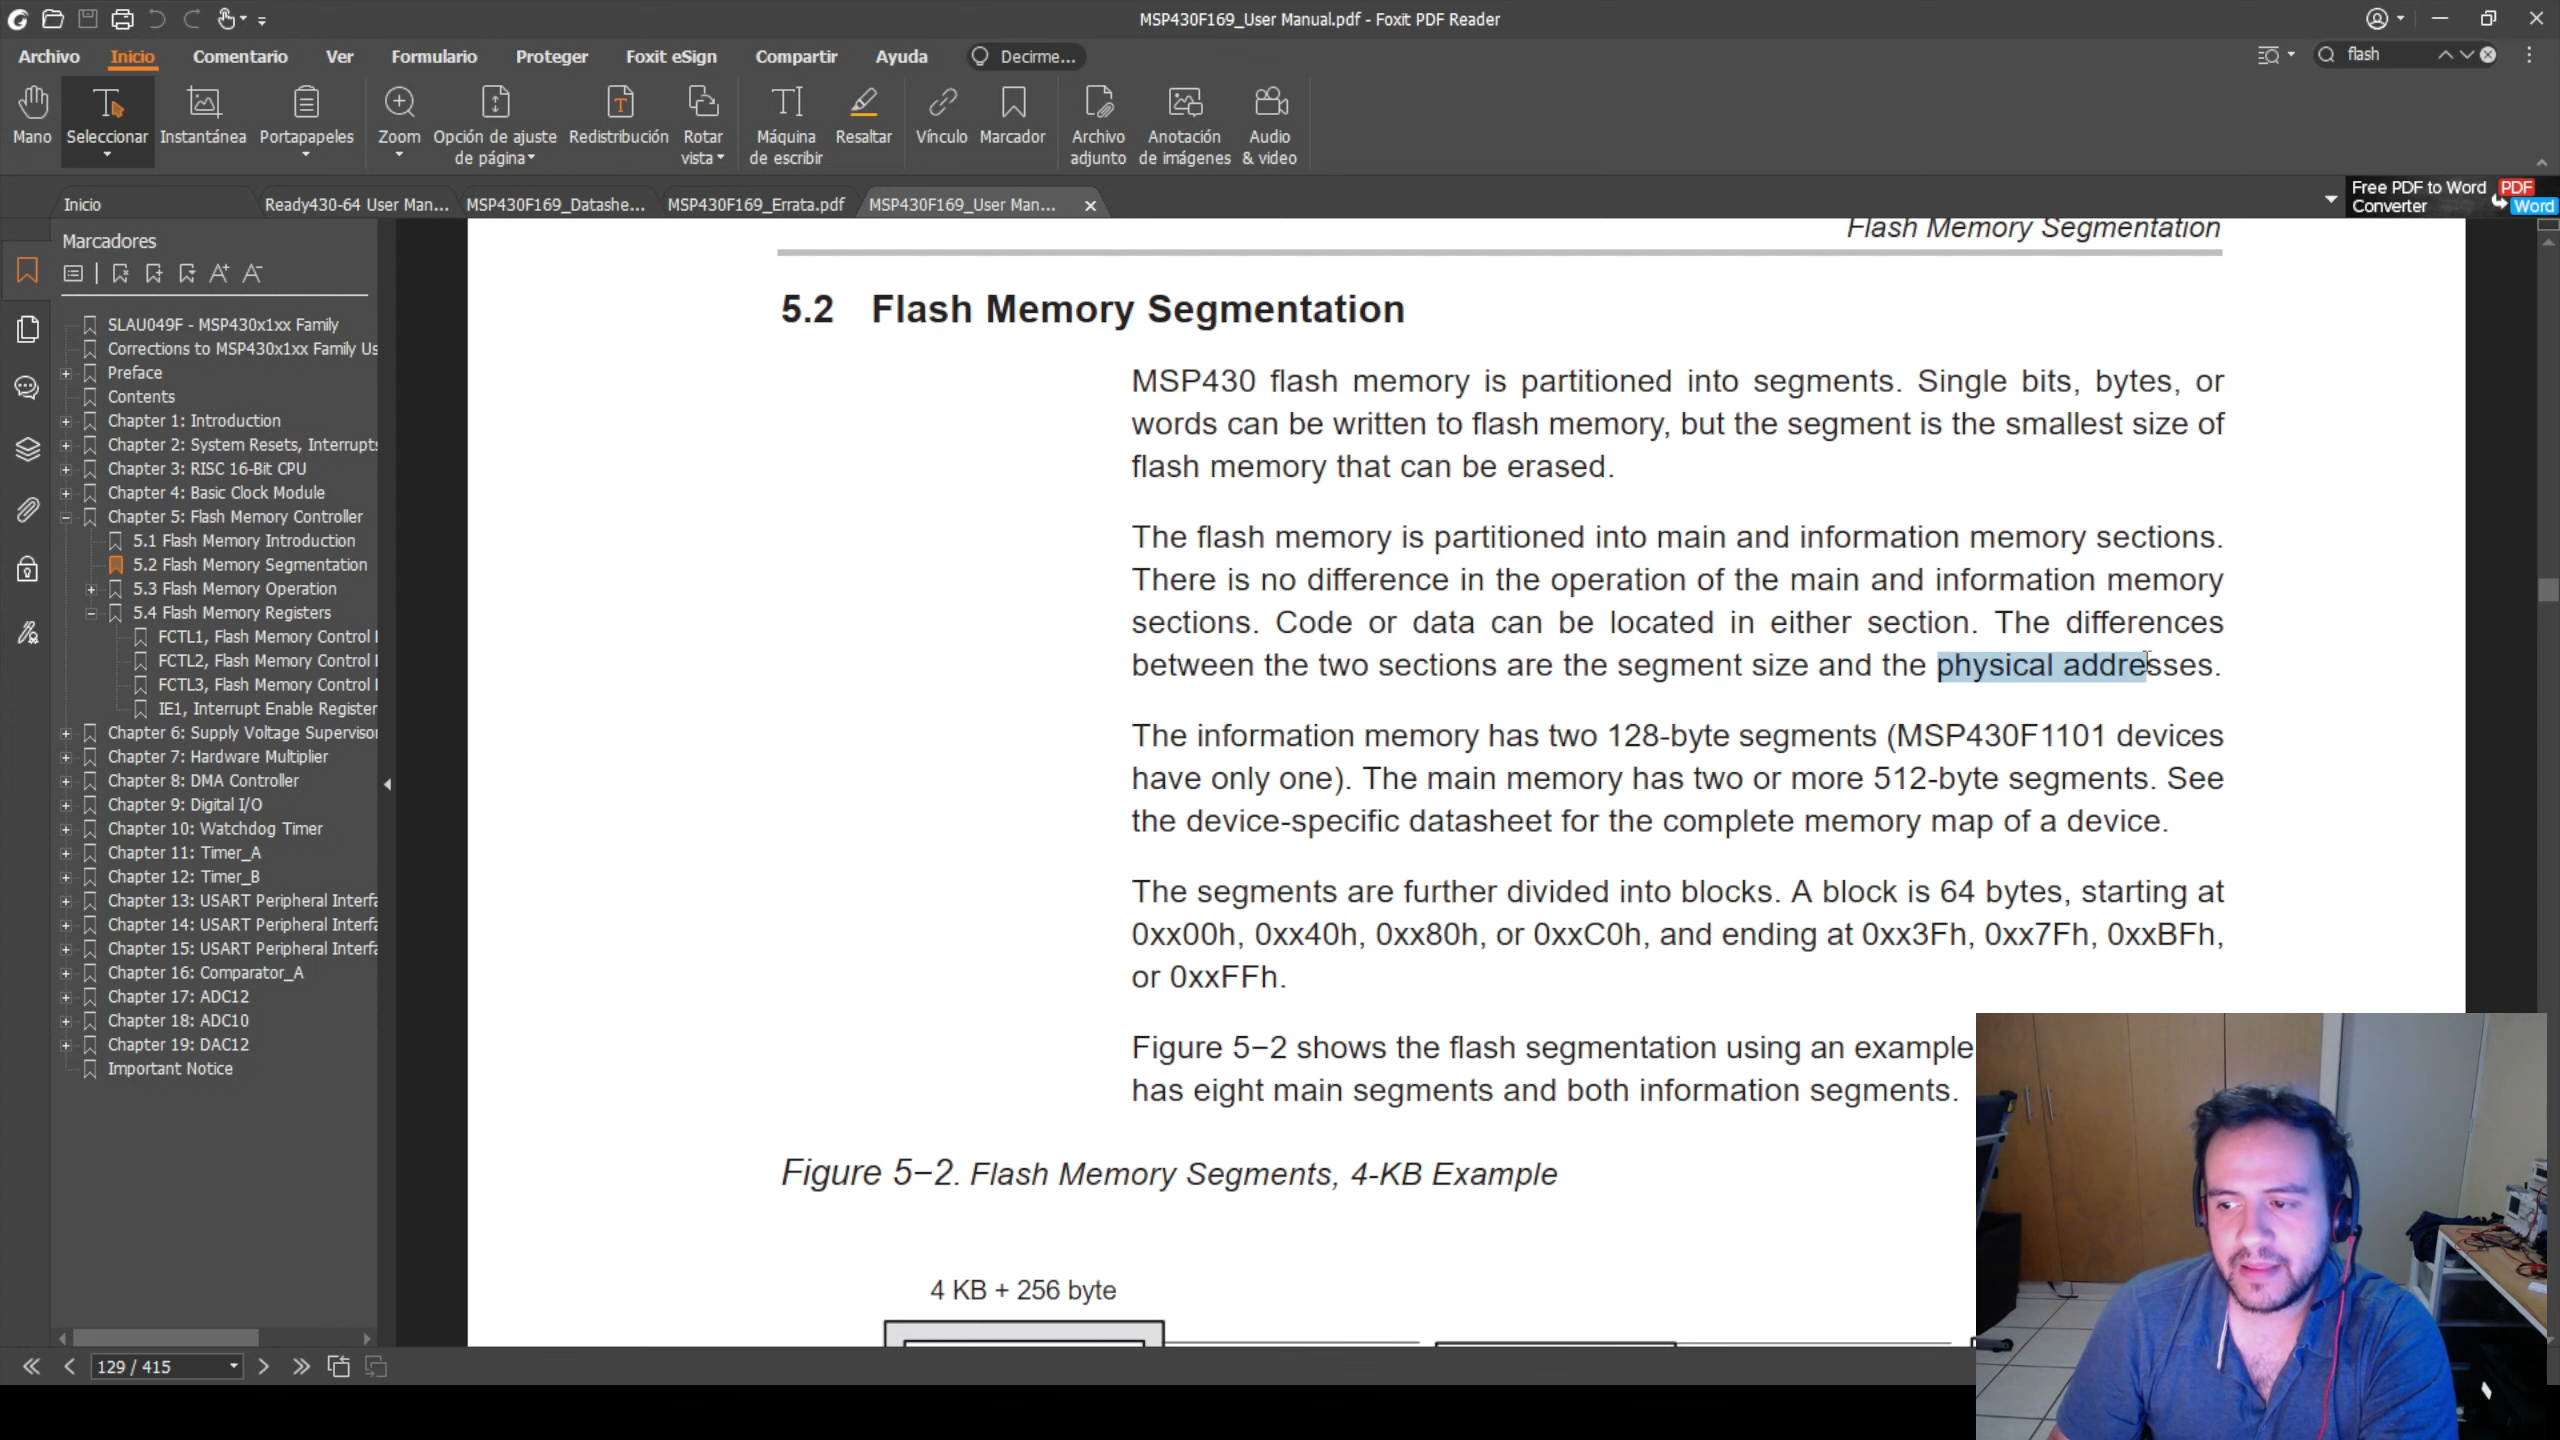 MSP430F169_User Manual.pdf - Foxit PDF Reader
Archivo Inicio Comentario Ver Formulario Proteger Foxit eSign Compartir Ayuda Decirme... flash
Mano Seleccionar Instantánea Portapapeles Zoom Opción de ajuste de página Redistribución Rotar vista Máquina de escribir Resaltar Vínculo Marcador Archivo adjunto Anotación de imágenes Audio & video
Inicio Ready430-64 User Man... MSP430F169_Datashe... MSP430F169_Errata.pdf MSP430F169_User Man...
Free PDF to Word
Converter
PDF
Word
Marcadores
SLAU049F - MSP430x1xx Family
Corrections to MSP430x1xx Family Us
Preface
Contents
Chapter 1: Introduction
Chapter 2: System Resets, Interrupts
Chapter 3: RISC 16-Bit CPU
Chapter 4: Basic Clock Module
Chapter 5: Flash Memory Controller
5.1 Flash Memory Introduction
5.2 Flash Memory Segmentation
5.3 Flash Memory Operation
5.4 Flash Memory Registers
FCTL1, Flash Memory Control
FCTL2, Flash Memory Control
FCTL3, Flash Memory Control
IE1, Interrupt Enable Register
Chapter 6: Supply Voltage Supervisor
Chapter 7: Hardware Multiplier
Chapter 8: DMA Controller
Chapter 9: Digital I/O
Chapter 10: Watchdog Timer
Chapter 11: Timer_A
Chapter 12: Timer_B
Chapter 13: USART Peripheral Interfa
Chapter 14: USART Peripheral Interfa
Chapter 15: USART Peripheral Interfa
Chapter 16: Comparator_A
Chapter 17: ADC12
Chapter 18: ADC10
Chapter 19: DAC12
Important Notice
129 / 415
Flash Memory Segmentation
5.2 Flash Memory Segmentation
MSP430 flash memory is partitioned into segments. Single bits, bytes, or
words can be written to flash memory, but the segment is the smallest size of
flash memory that can be erased.
The flash memory is partitioned into main and information memory sections.
There is no difference in the operation of the main and information memory
sections. Code or data can be located in either section. The differences
between the two sections are the segment size and the physical addresses.
The information memory has two 128-byte segments (MSP430F1101 devices
have only one). The main memory has two or more 512-byte segments. See
the device-specific datasheet for the complete memory map of a device.
The segments are further divided into blocks. A block is 64 bytes, starting at
0xx00h, 0xx40h, 0xx80h, or 0xxC0h, and ending at 0xx3Fh, 0xx7Fh, 0xxBFh,
or 0xxFFh.
Figure 5−2 shows the flash segmentation using an example
has eight main segments and both information segments.
Figure 5−2. Flash Memory Segments, 4-KB Example
4 KB + 256 byte